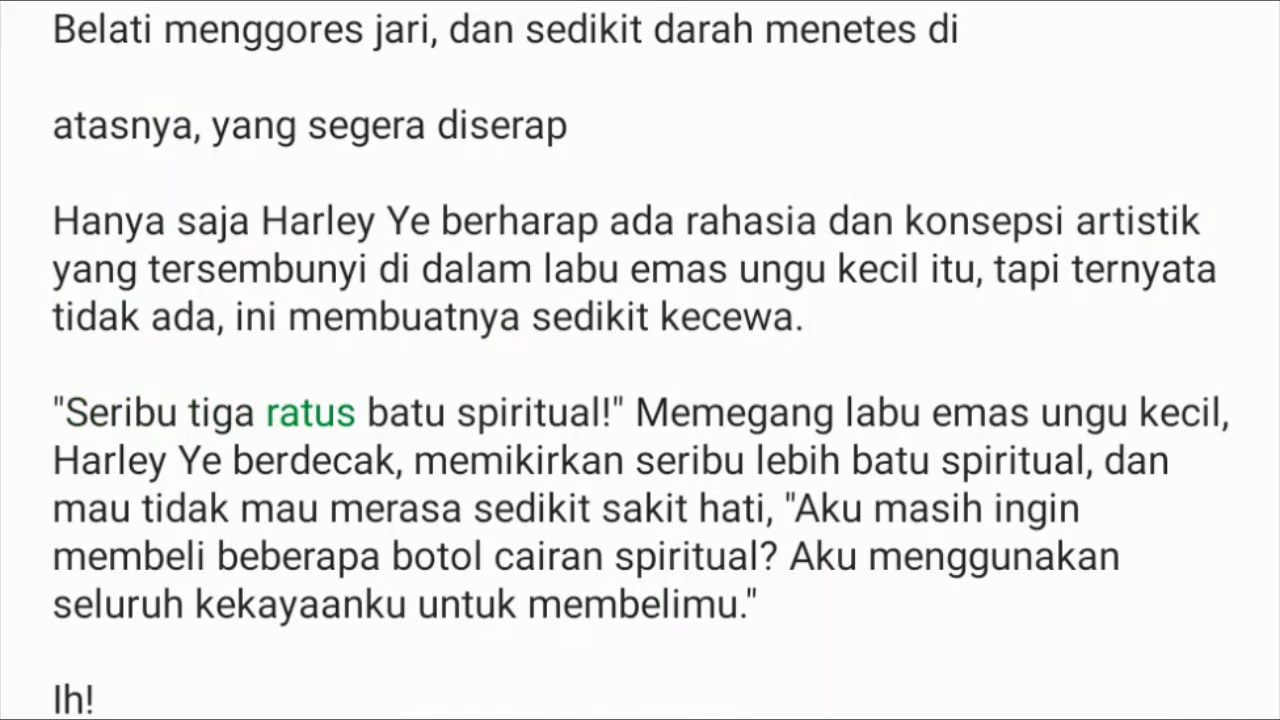 Belati menggores jari, dan sedikit darah menetes di
atasnya, yang segera diserap
Hanya saja Harley Ye berharap ada rahasia dan konsepsi artistik
yang tersembunyi di dalam labu emas ungu kecil itu, tapi ternyata
tidak ada, ini membuatnya sedikit kecewa.
"Seribu tiga ratus batu spiritual!" Memegang labu emas ungu kecil,
Harley Ye berdecak, memikirkan seribu lebih batu spiritual, dan
mau tidak mau merasa sedikit sakit hati, "Aku masih ingin
membeli beberapa botol cairan spiritual? Aku menggunakan
seluruh kekayaanku untuk membelimu."
Ih!